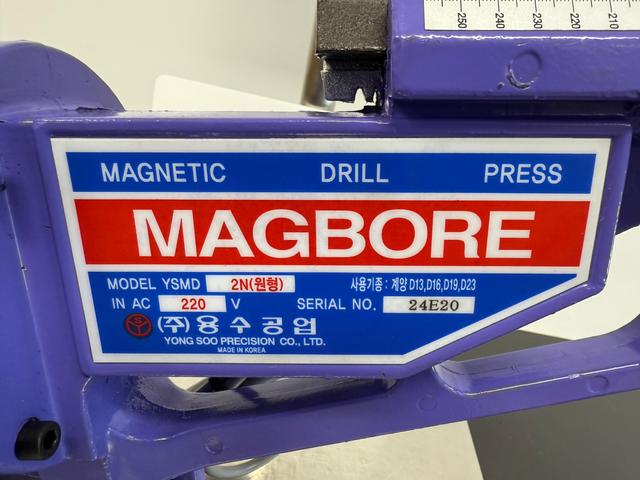 250 240 230 220 210
MAGNETIC DRILL PRESS
MAGBORE
MODEL YSMD 2N(원형) 사용기종: 계양 D13,D16,D19,D23
IN AC 220 V SERIAL NO. 24E20
(주)용수공업
YONG SOO PRECISION CO., LTD.
MADE IN KOREA